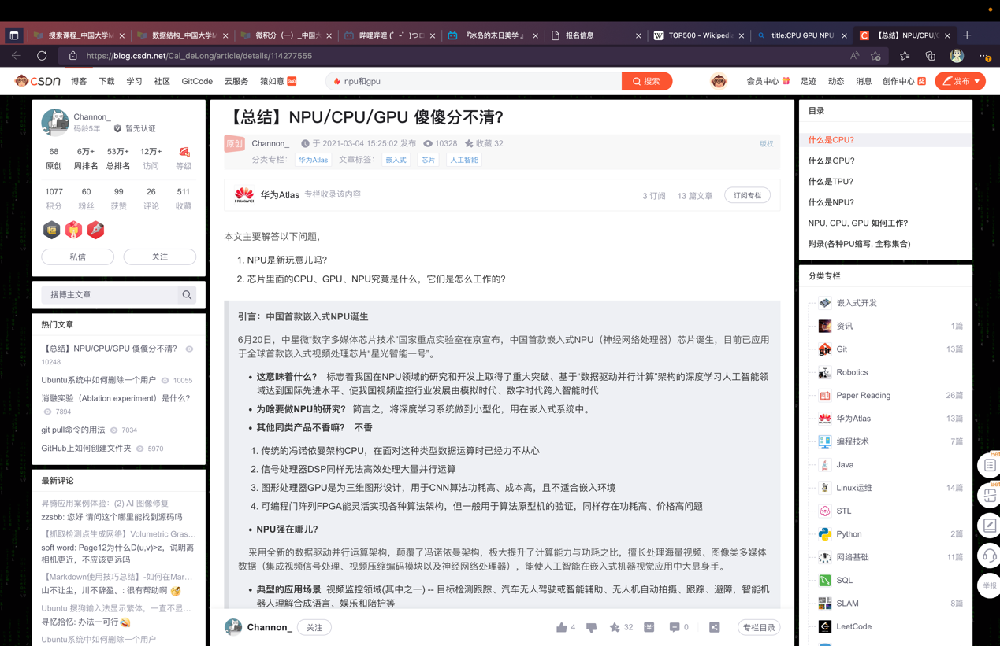 搜索课程_中国大学M
数据结构_中国大学M
微积分（一）_中国大
哔哩哔哩 (゜-゜)つロ
『冰岛的末日美学 』
报名信息
TOP500 - Wikipedi
title:CPU GPU NPU
【总结】NPU/CPU/G
https://blog.csdn.net/Cai_deLong/article/details/114277555
CSDN 博客 下载 学习 社区 GitCode 云服务 猿如意
npu和gpu 搜索
会员中心 足迹 动态 消息 创作中心 发布
Channon_
码龄5年 暂无认证
68 6万+ 53万+ 12万+
原创 周排名 总排名 访问 等级
1077 60 99 26 511
积分 粉丝 获赞 评论 收藏
私信 关注
搜博主文章
热门文章
【总结】NPU/CPU/GPU 傻傻分不清?
10248
Ubuntu系统中如何删除一个用户 10055
消融实验（Ablation experiment）是什么?
7894
git pull命令的用法 7034
GitHub上如何创建文件夹 5970
最新评论
昇腾应用案例体验：(2) AI 图像修复
zzsbb: 您好 请问这个哪里能找到源码吗
【抓取检测点生成网络】Volumetric Gras...
soft word: Page12为什么D(u,v)>z，说明离
相机更近，不应该更远吗
【Markdown使用技巧总结】-如何在Mar...
山不让尘，川不辞盈。: 很有帮助啊
Ubuntu 搜狗输入法显示繁体，一直不显...
寻忆拾忆: 办法一可行
Ubuntu系统中如何删除一个用户
【总结】NPU/CPU/GPU 傻傻分不清?
原创 Channon_ 于 2021-03-04 15:25:02 发布 10328 收藏 32 版权
分类专栏： 华为Atlas 文章标签： 嵌入式 芯片 人工智能
HUAWEI 华为Atlas 专栏收录该内容 3 订阅 13 篇文章 订阅专栏
本文主要解答以下问题，
1. NPU是新玩意儿吗?
2. 芯片里面的CPU、GPU、NPU究竟是什么，它们是怎么工作的?
引言：中国首款嵌入式NPU诞生
6月20日，中星微“数字多媒体芯片技术”国家重点实验室在京宣布，中国首款嵌入式NPU（神经网络处理器）芯片诞生，目前已应用
于全球首款嵌入式视频处理芯片“星光智能一号”。
• 这意味着什么？ 标志着我国在NPU领域的研究和开发上取得了重大突破、基于“数据驱动并行计算”架构的深度学习人工智能领
域达到国际先进水平、使我国视频监控行业发展由模拟时代、数字时代跨入智能时代
• 为啥要做NPU的研究？ 简言之，将深度学习系统做到小型化，用在嵌入式系统中。
• 其他同类产品不香嘛？ 不香
1. 传统的冯诺依曼架构CPU，在面对这种类型数据运算时已经力不从心
2. 信号处理器DSP同样无法高效处理大量并行运算
3. 图形处理器GPU是为三维图形设计，用于CNN算法功耗高、成本高，且不适合嵌入环境
4. 可编程门阵列FPGA能灵活实现各种算法架构，但一般用于算法原型机的验证，同样存在功耗高、价格高问题
• NPU强在哪儿?
采用全新的数据驱动并行运算架构，颠覆了冯诺依曼架构，极大提升了计算能力与功耗之比，擅长处理海量视频、图像类多媒体
数据（集成视频信号处理、视频压缩编码模块以及神经网络处理器），能使人工智能在嵌入式机器视觉应用中大显身手。
• 典型的应用场景 视频监控领域(其中之一) -- 目标检测跟踪、汽车无人驾驶或智能辅助、无人机自动拍摄、跟踪、避障，智能机
器人理解合成语言、娱乐和陪护等
Channon_ 关注 4 32 0 专栏目录
目录
什么是CPU?
什么是GPU?
什么是TPU?
什么是NPU?
NPU, CPU, GPU 如何工作?
附录(各种PU缩写, 全称集合)
分类专栏
嵌入式开发
资讯 1篇
git Git 13篇
Robotics
Paper Reading 26篇
华为Atlas 13篇
编程技术 7篇
Java
Linux运维 14篇
STL
Python 2篇
网络基础 11篇
SQL
SLAM 8篇
LeetCode
Bet
Bet
举报